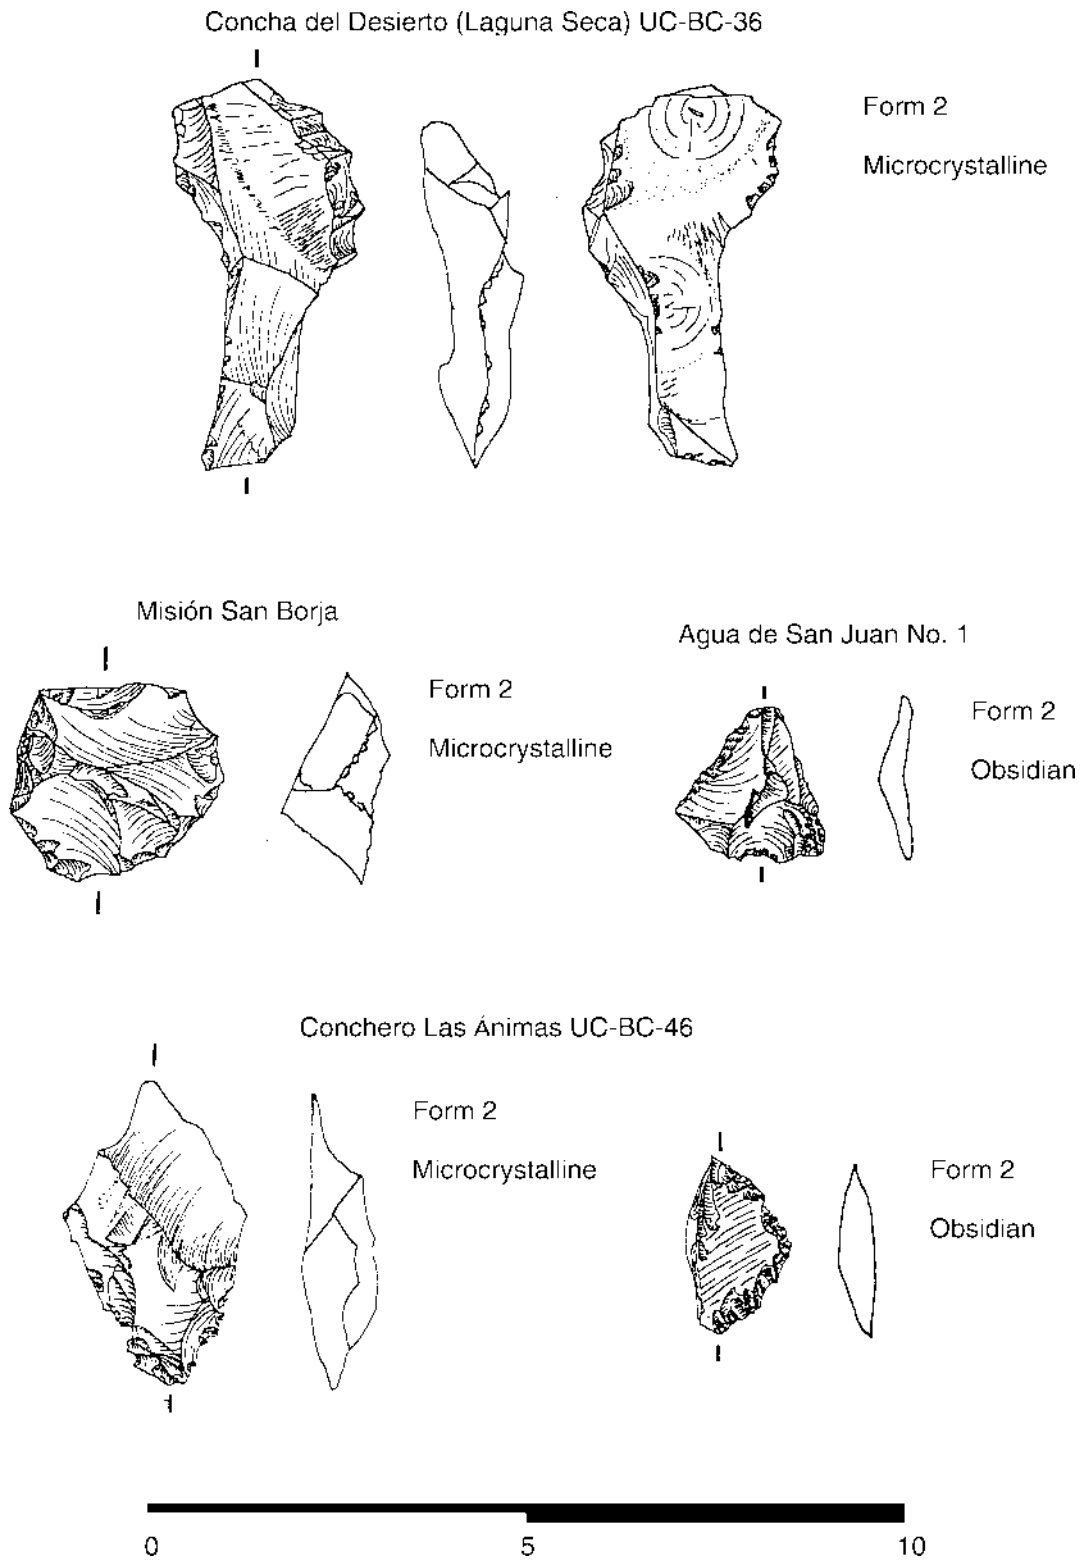 Concha del Desierto (Laguna Seca) UC-BC-36
Form 2
Microcrystalline
Misión San Borja
Form 2
Microcrystalline
Agua de San Juan No. 1
Form 2
Obsidian
Conchero Las Ánimas UC-BC-46
Form 2
Microcrystalline
Form 2
Obsidian
0 5 10